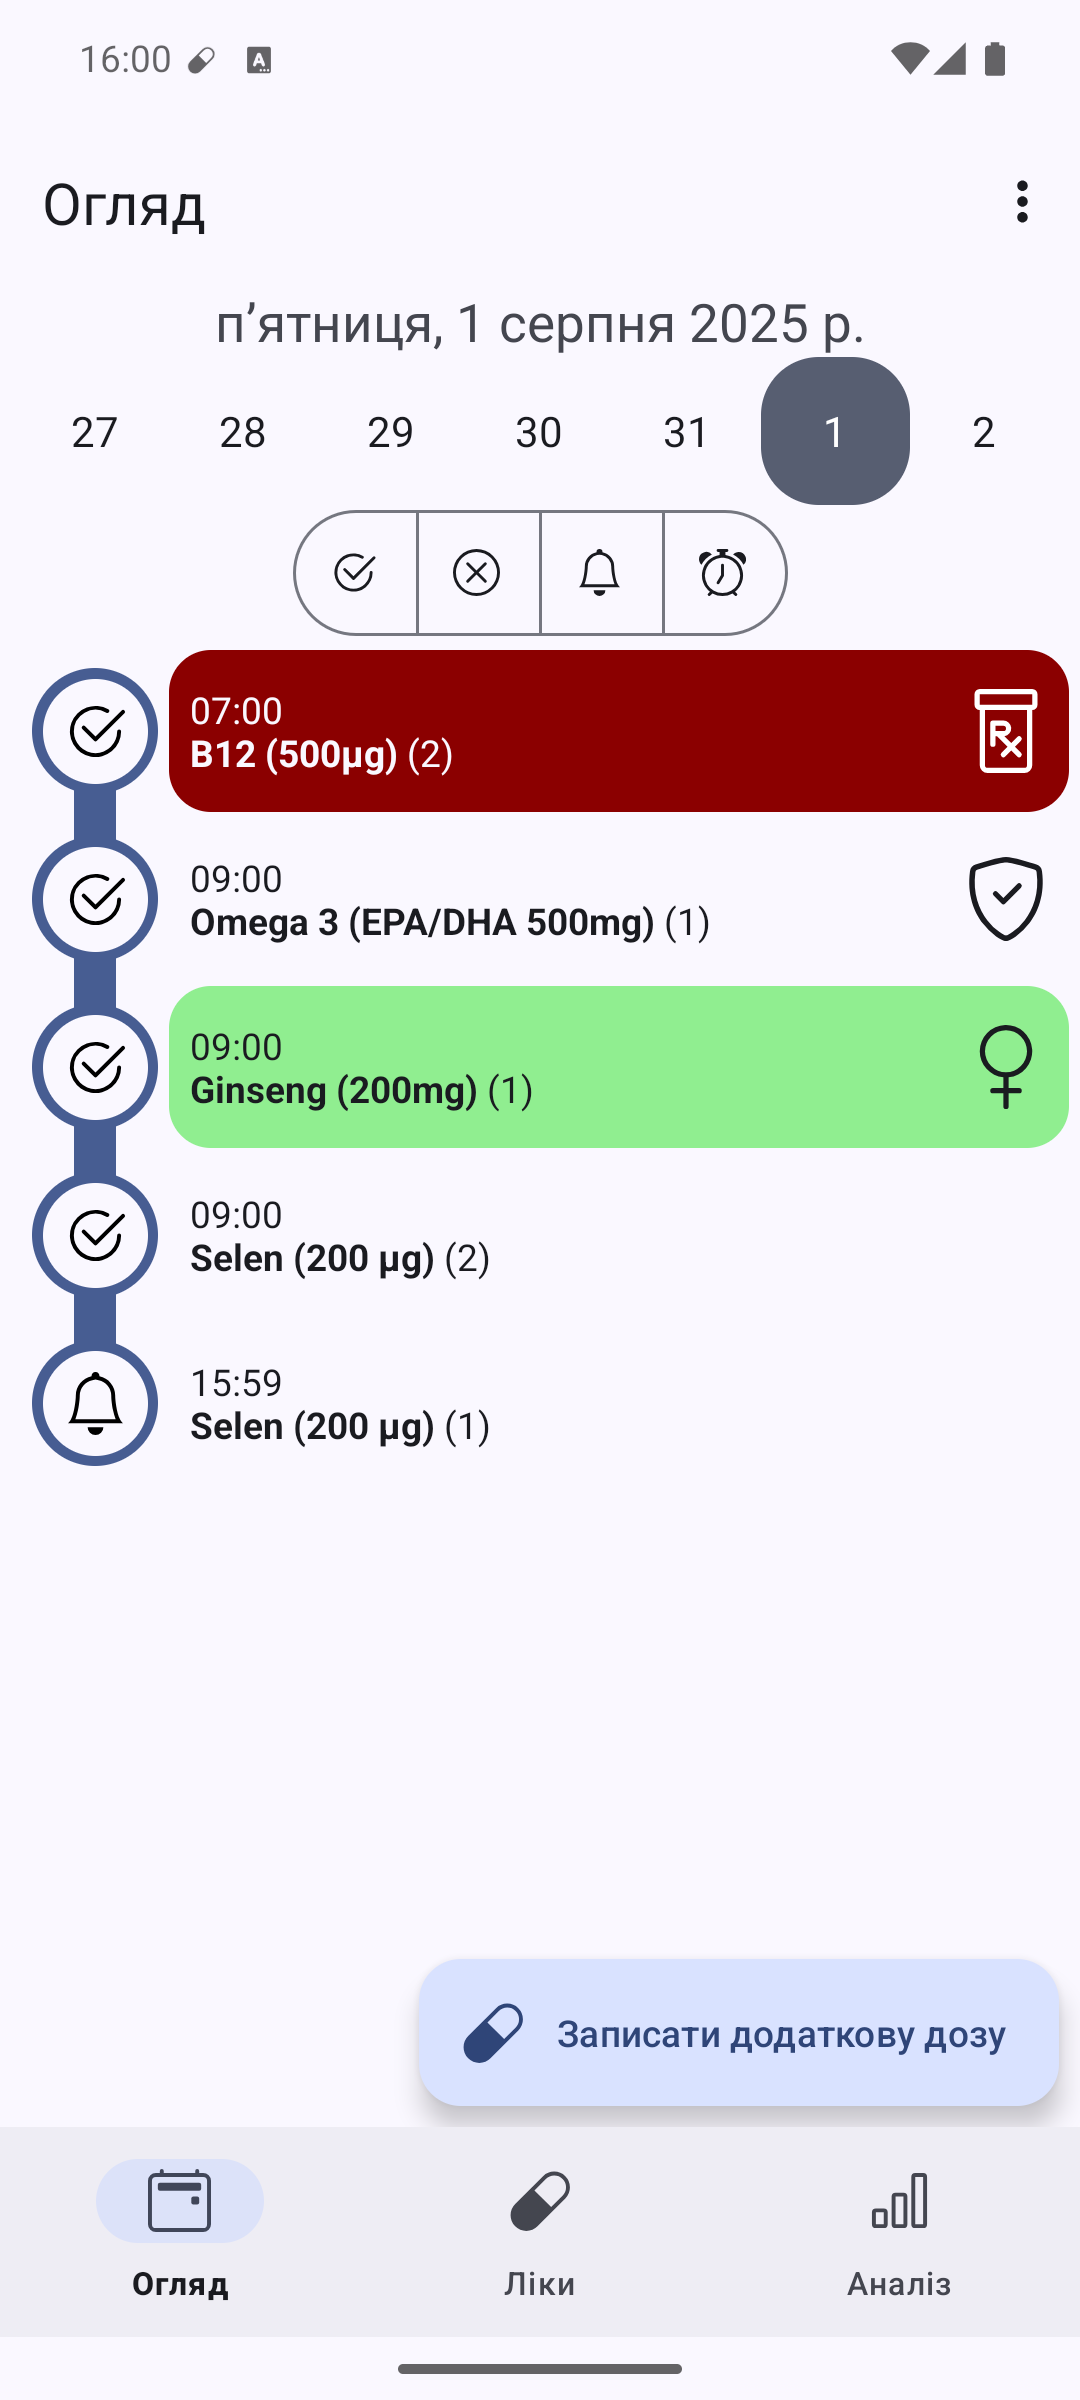 16:00
Огляд
п’ятниця, 1 серпня 2025 р.
27 28 29 30 31 1 2
07:00
B12 (500µg) (2)
09:00
Omega 3 (EPA/DHA 500mg) (1)
09:00
Ginseng (200mg) (1)
09:00
Selen (200 µg) (2)
15:59
Selen (200 µg) (1)
Записати додаткову дозу
Огляд Ліки Аналіз